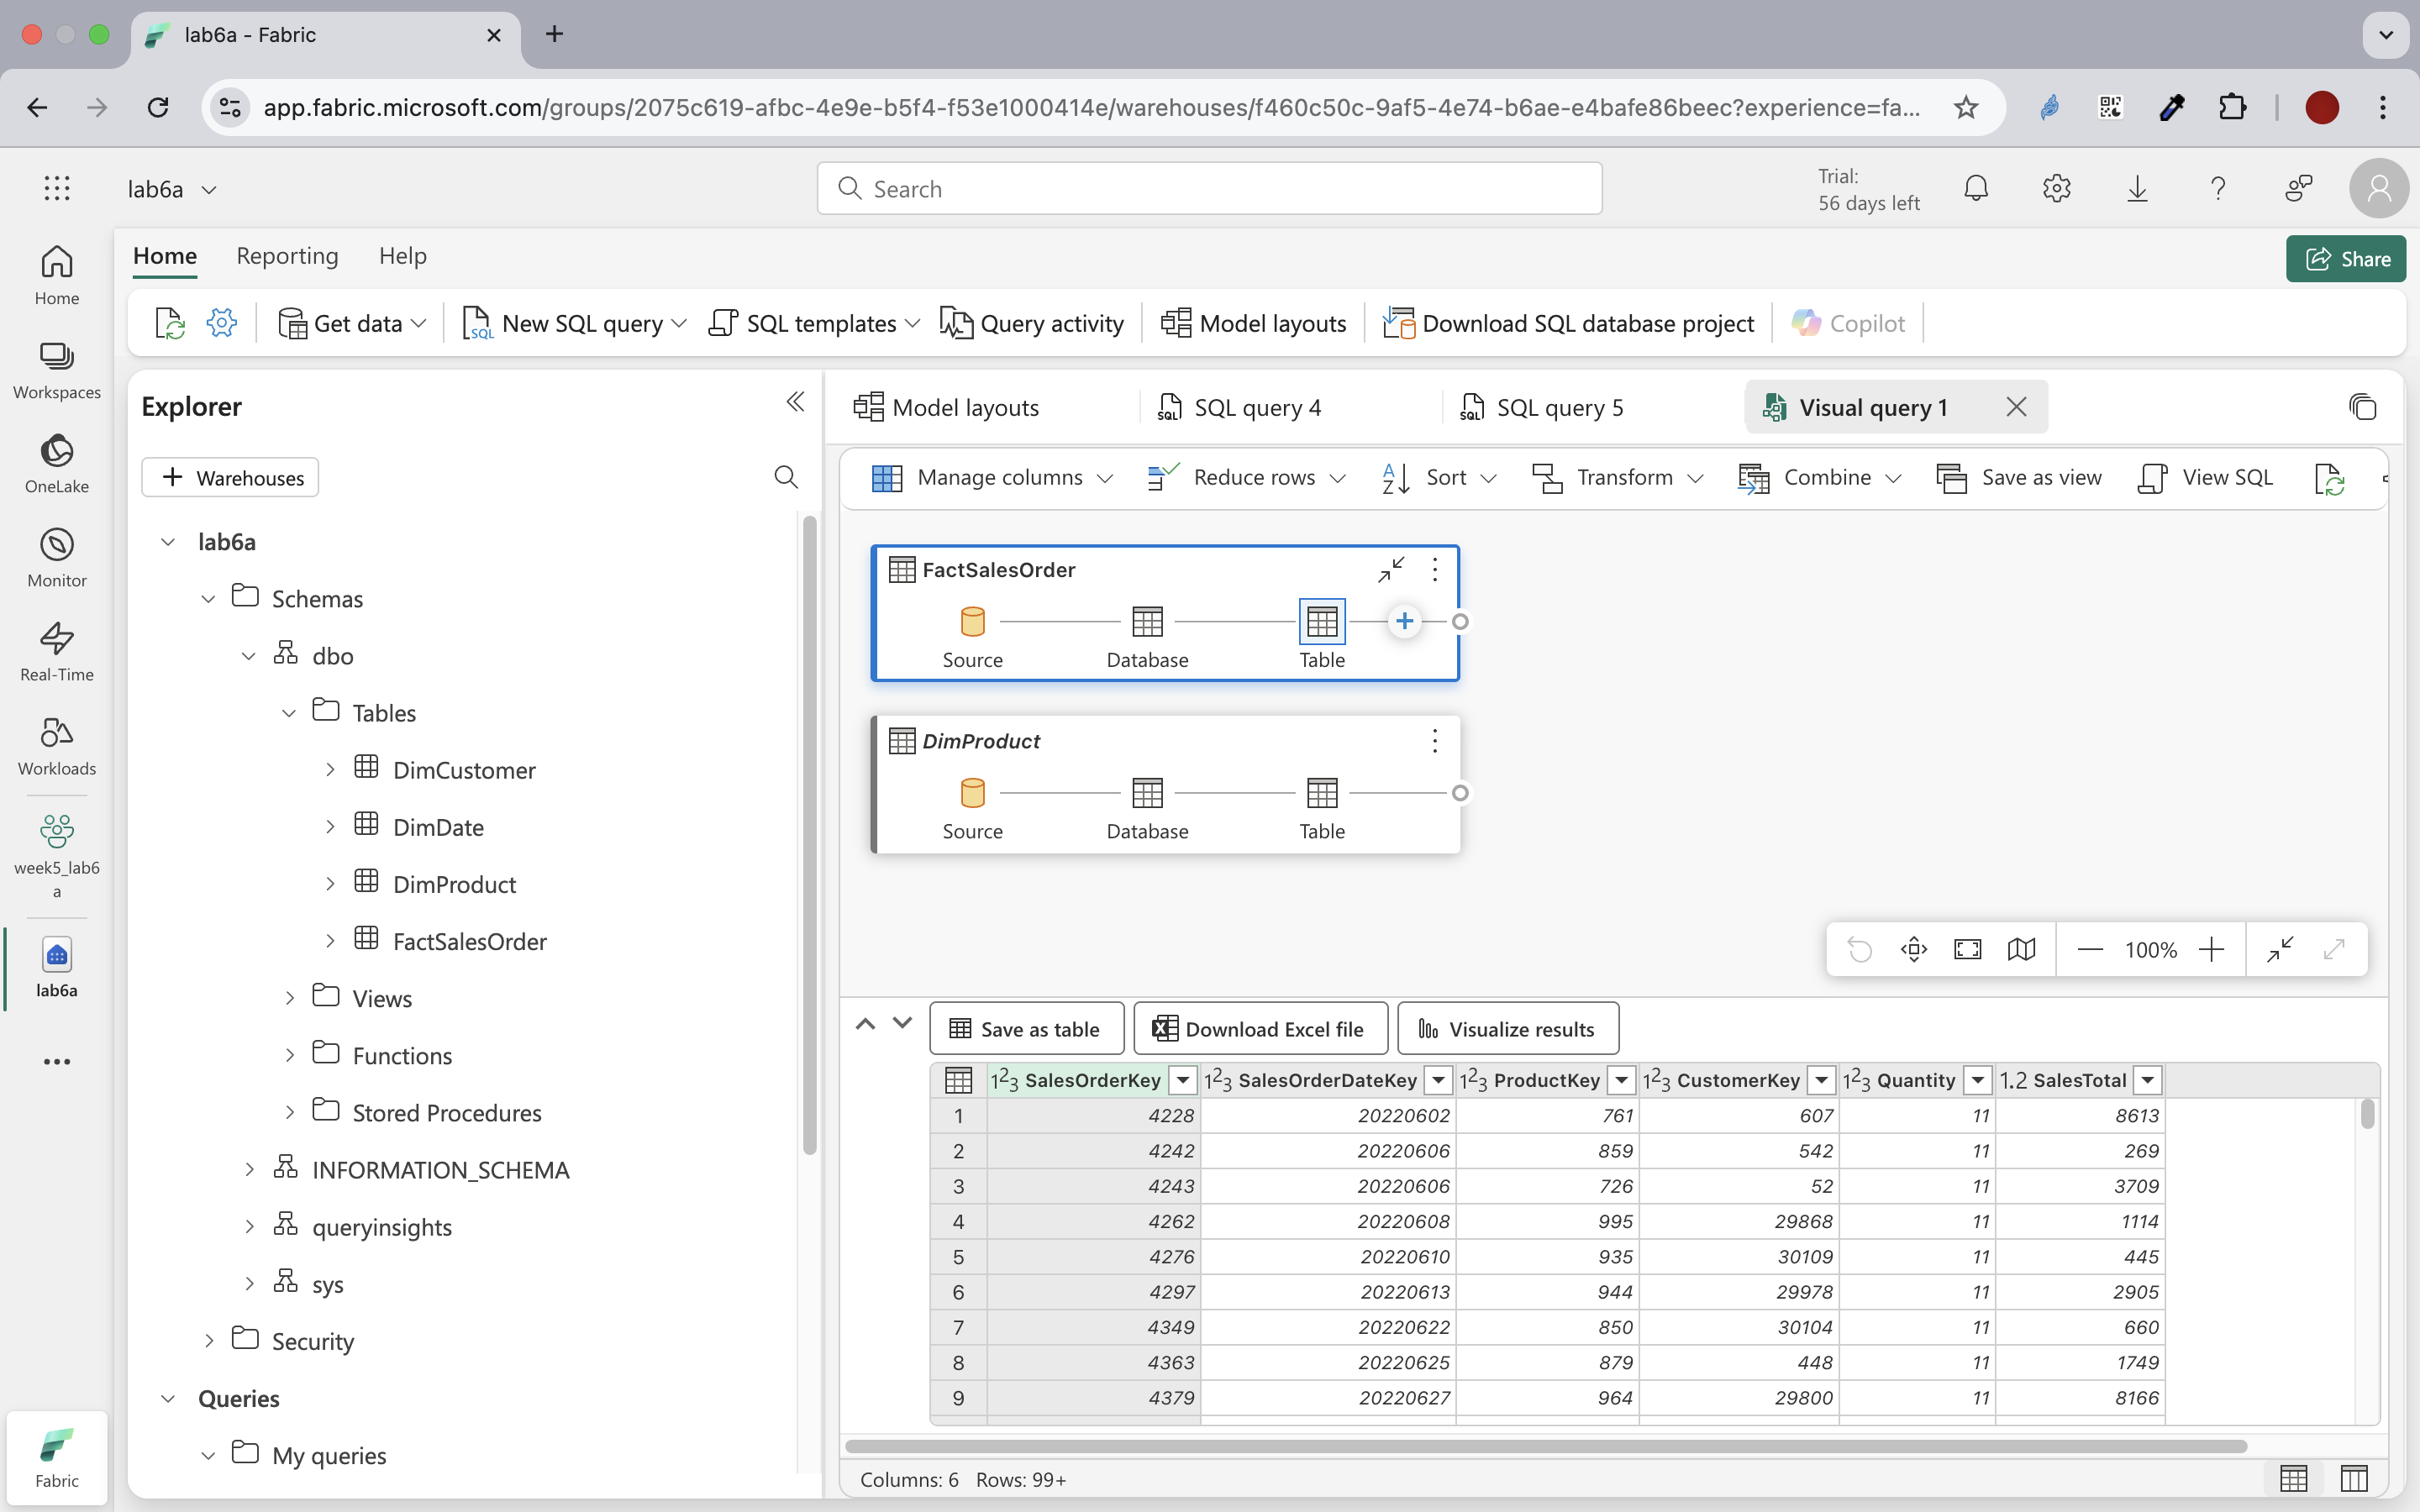 lab6a - Fabric
app.fabric.microsoft.com/groups/2075c619-afbc-4e9e-b5f4-f53e1000414e/warehouses/f460c50c-9af5-4e74-b6ae-e4bafe86beec?experience=fa...
lab6a
Search
Trial:
56 days left
Home
Reporting
Help
Share
Get data
New SQL query
SQL templates
Query activity
Model layouts
Download SQL database project
Copilot
Home
Workspaces
OneLake
Monitor
Real-Time
Workloads
week5_lab6
a
lab6a
Fabric
Explorer
Warehouses
lab6a
Schemas
dbo
Tables
DimCustomer
DimDate
DimProduct
FactSalesOrder
Views
Functions
Stored Procedures
INFORMATION_SCHEMA
queryinsights
sys
Security
Queries
My queries
Model layouts
SQL query 4
SQL query 5
Visual query 1
Manage columns
Reduce rows
Sort
Transform
Combine
Save as view
View SQL
FactSalesOrder
Source Database Table
DimProduct
Source Database Table
100%
Save as table
Download Excel file
Visualize results
SalesOrderKey SalesOrderDateKey ProductKey CustomerKey Quantity 1.2 SalesTotal
1 4228 20220602 761 607 11 8613
2 4242 20220606 859 542 11 269
3 4243 20220606 726 52 11 3709
4 4262 20220608 995 29868 11 1114
5 4276 20220610 935 30109 11 445
6 4297 20220613 944 29978 11 2905
7 4349 20220622 850 30104 11 660
8 4363 20220625 879 448 11 1749
9 4379 20220627 964 29800 11 8166
Columns: 6 Rows: 99+